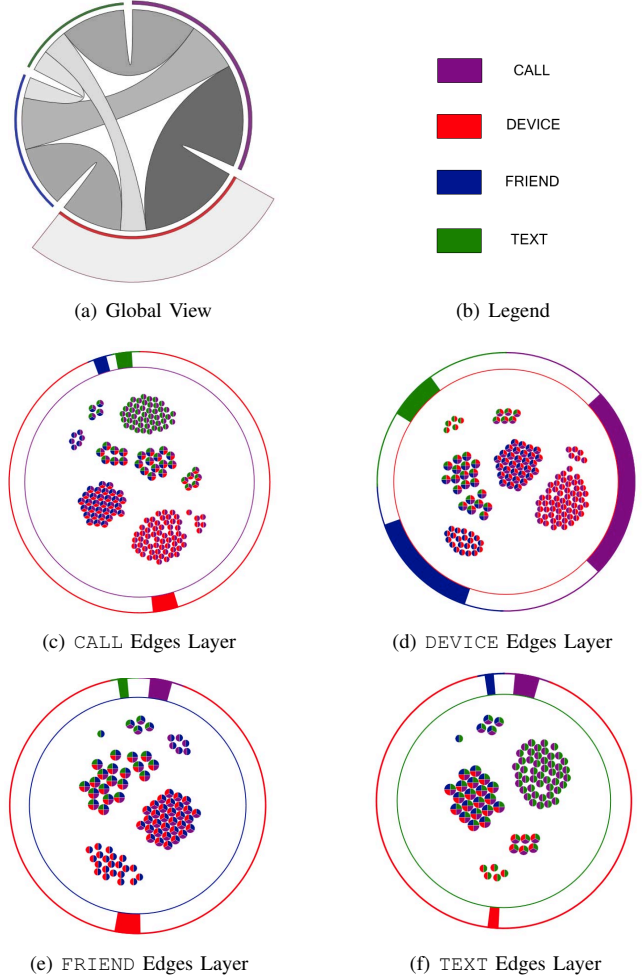 CALL
DEVICE
FRIEND
TEXT
(a) Global View
(b) Legend
(c) CALL Edges Layer
(d) DEVICE Edges Layer
(e) FRIEND Edges Layer
(f) TEXT Edges Layer